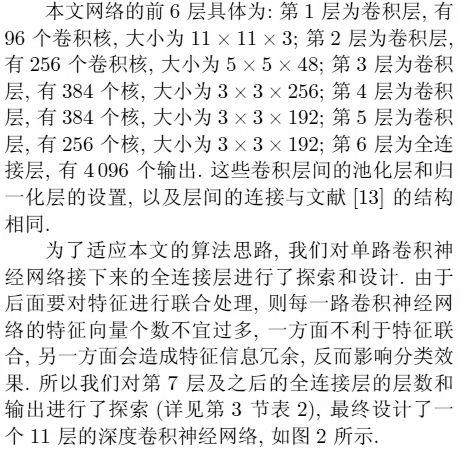 本文网络的前 6 层具体为: 第 1 层为卷积层, 有
96 个卷积核, 大小为 11 × 11 × 3; 第 2 层为卷积层,
有 256 个卷积核, 大小为 5 × 5 × 48; 第 3 层为卷积
层, 有 384 个核, 大小为 3 × 3 × 256; 第 4 层为卷积
层, 有 384 个核, 大小为 3 × 3 × 192; 第 5 层为卷积
层, 有 256 个核, 大小为 3 × 3 × 192; 第 6 层为全连
接层, 有 4 096 个输出. 这些卷积层间的池化层和归
一化层的设置, 以及层间的连接与文献 [13] 的结构
相同.
为了适应本文的算法思路, 我们对单路卷积神
经网络接下来的全连接层进行了探索和设计. 由于
后面要对特征进行联合处理, 则每一路卷积神经网
络的特征向量个数不宜过多, 一方面不利于特征联
合, 另一方面会造成特征信息冗余, 反而影响分类效
果. 所以我们对第 7 层及之后的全连接层的层数和
输出进行了探索 (详见第 3 节表 2), 最终设计了一
个 11 层的深度卷积神经网络, 如图 2 所示.